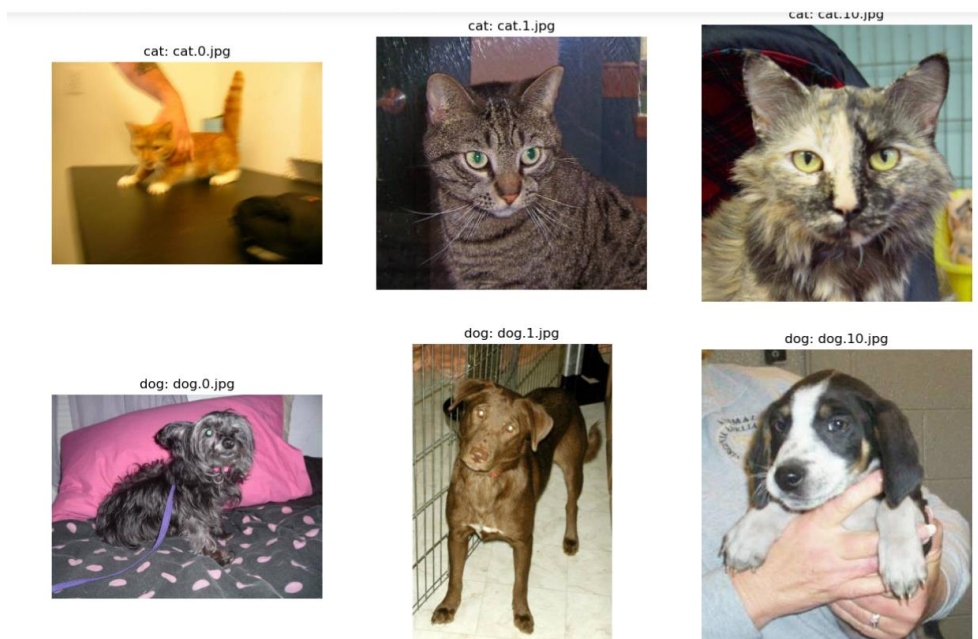 cat: cat.0.jpg
cat: cat.1.jpg
cat: cat.10.jpg
dog: dog.0.jpg
dog: dog.1.jpg
dog: dog.10.jpg